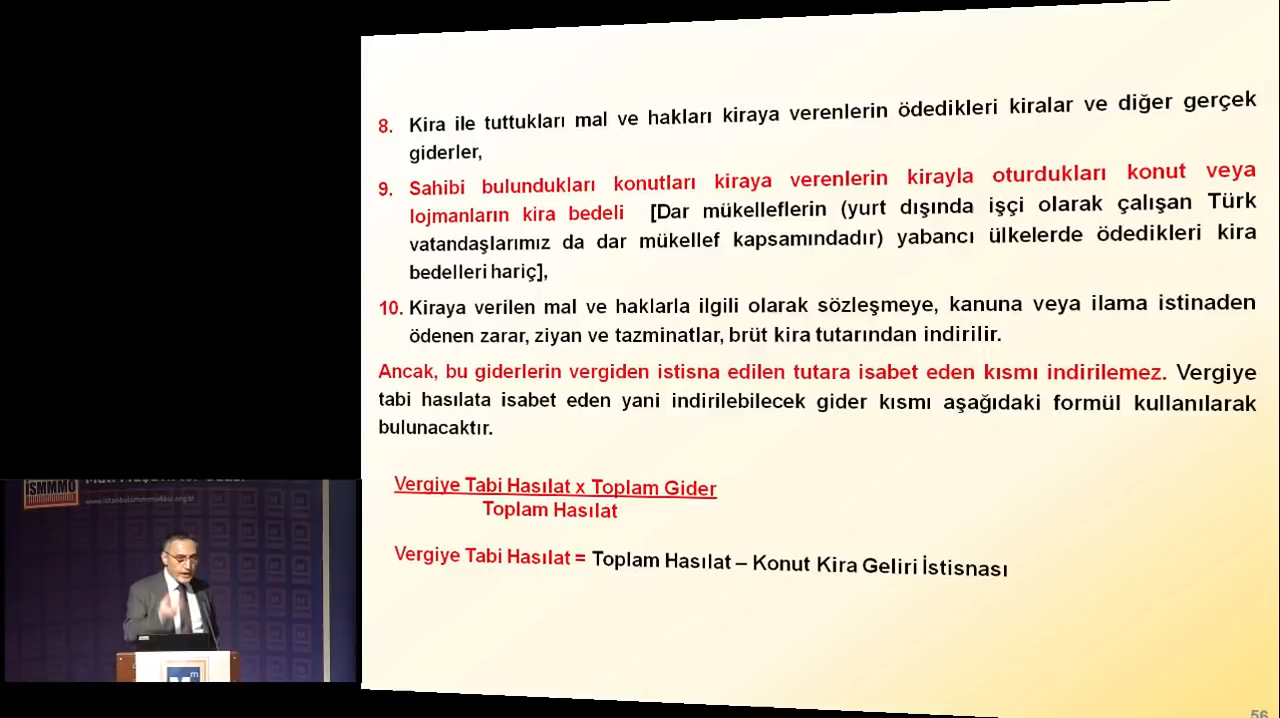 8. Kira ile tuttukları mal ve hakları kiraya verenlerin ödedikleri kiralar ve diğer gerçek
giderler,
9. Sahibi bulundukları konutları kiraya verenlerin kirayla oturdukları konut veya
lojmanların kira bedeli [Dar mükelleflerin (yurt dışında işçi olarak çalışan Türk
vatandaşlarımız da dar mükellef kapsamındadır) yabancı ülkelerde ödedikleri kira
bedelleri hariç],
10. Kiraya verilen mal ve haklarla ilgili olarak sözleşmeye, kanuna veya ilama istinaden
ödenen zarar, ziyan ve tazminatlar, brüt kira tutarından indirilir.
Ancak, bu giderlerin vergiden istisna edilen tutara isabet eden kısmı indirilemez. Vergiye
tabi hasılata isabet eden yani indirilebilecek gider kısmı aşağıdaki formül kullanılarak
bulunacaktır.
Vergiye Tabi Hasılat x Toplam Gider
Toplam Hasılat
Vergiye Tabi Hasılat = Toplam Hasılat – Konut Kira Geliri İstisnası
56
İSMMMO
www.istanbulsmmmodasi.org.tr